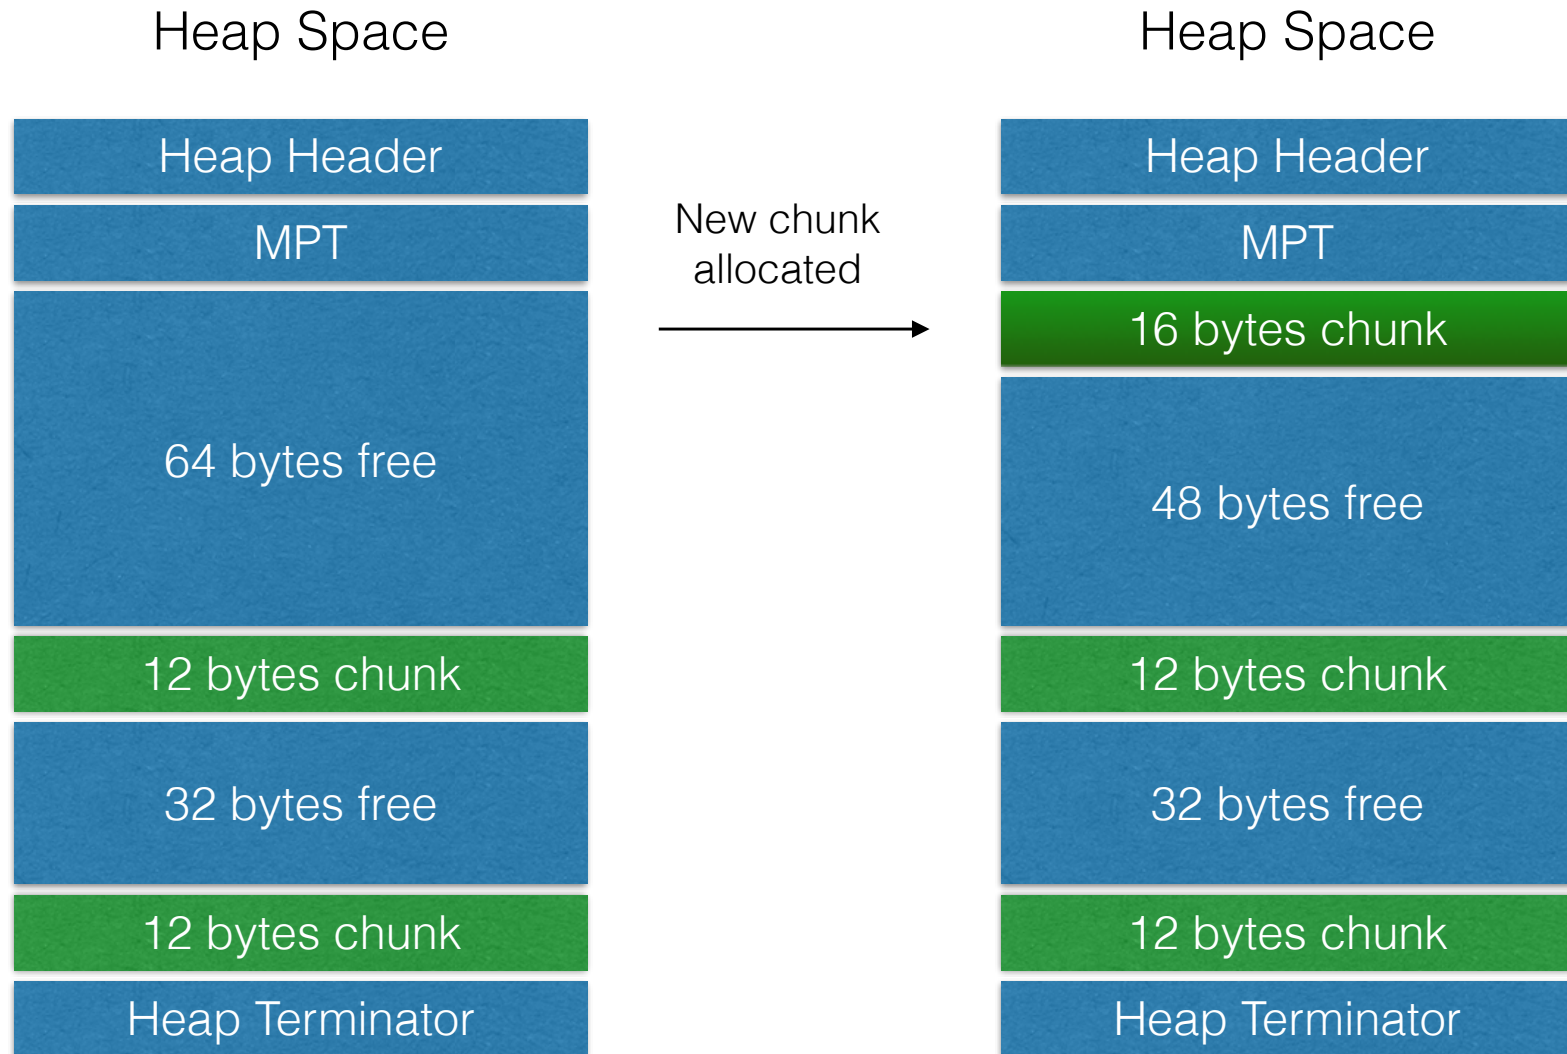 Heap Space
Heap Header
MPT
64 bytes free
12 bytes chunk
32 bytes free
12 bytes chunk
Heap Terminator
New chunk
allocated
Heap Space
Heap Header
MPT
16 bytes chunk
48 bytes free
12 bytes chunk
32 bytes free
12 bytes chunk
Heap Terminator